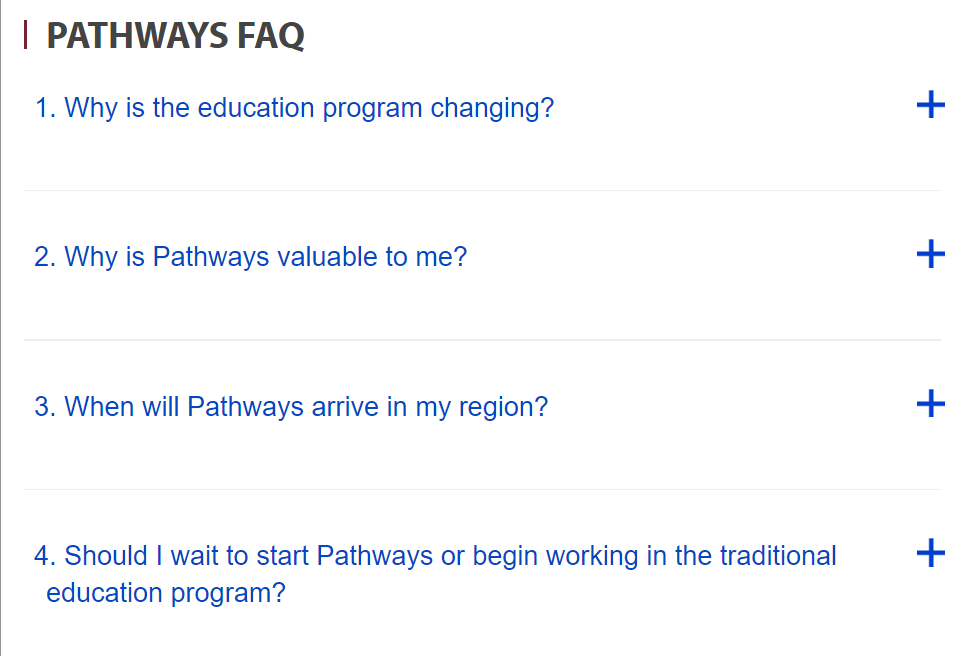 PATHWAYS FAQ
1. Why is the education program changing?
2. Why is Pathways valuable to me?
3. When will Pathways arrive in my region?
4. Should I wait to start Pathways or begin working in the traditional
education program?